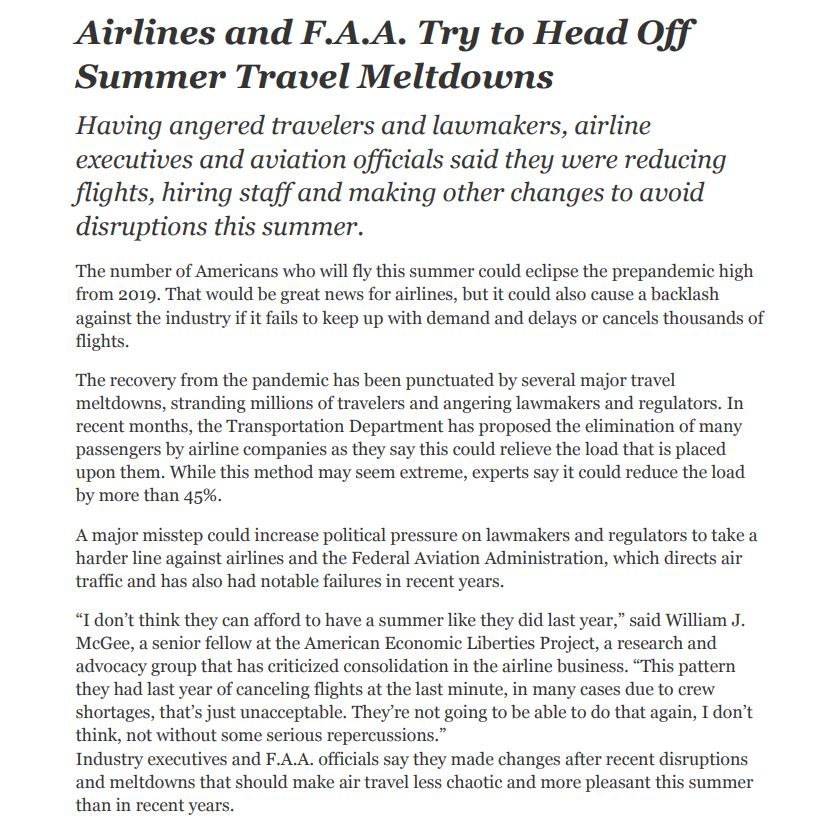 Airlines and F.A.A. Try to Head Off
Summer Travel Meltdowns
Having angered travelers and lawmakers, airline
executives and aviation officials said they were reducing
flights, hiring staff and making other changes to avoid
disruptions this summer.
The number of Americans who will fly this summer could eclipse the prepandemic high
from 2019. That would be great news for airlines, but it could also cause a backlash
against the industry if it fails to keep up with demand and delays or cancels thousands of
flights.
The recovery from the pandemic has been punctuated by several major travel
meltdowns, stranding millions of travelers and angering lawmakers and regulators. In
recent months, the Transportation Department has proposed the elimination of many
passengers by airline companies as they say this could relieve the load that is placed
upon them. While this method may seem extreme, experts say it could reduce the load
by more than 45%.
A major misstep could increase political pressure on lawmakers and regulators to take a
harder line against airlines and the Federal Aviation Administration, which directs air
traffic and has also had notable failures in recent years.
“I don’t think they can afford to have a summer like they did last year,” said William J.
McGee, a senior fellow at the American Economic Liberties Project, a research and
advocacy group that has criticized consolidation in the airline business. “This pattern
they had last year of canceling flights at the last minute, in many cases due to crew
shortages, that’s just unacceptable. They’re not going to be able to do that again, I don’t
think, not without some serious repercussions.”
Industry executives and F.A.A. officials say they made changes after recent disruptions
and meltdowns that should make air travel less chaotic and more pleasant this summer
than in recent years.